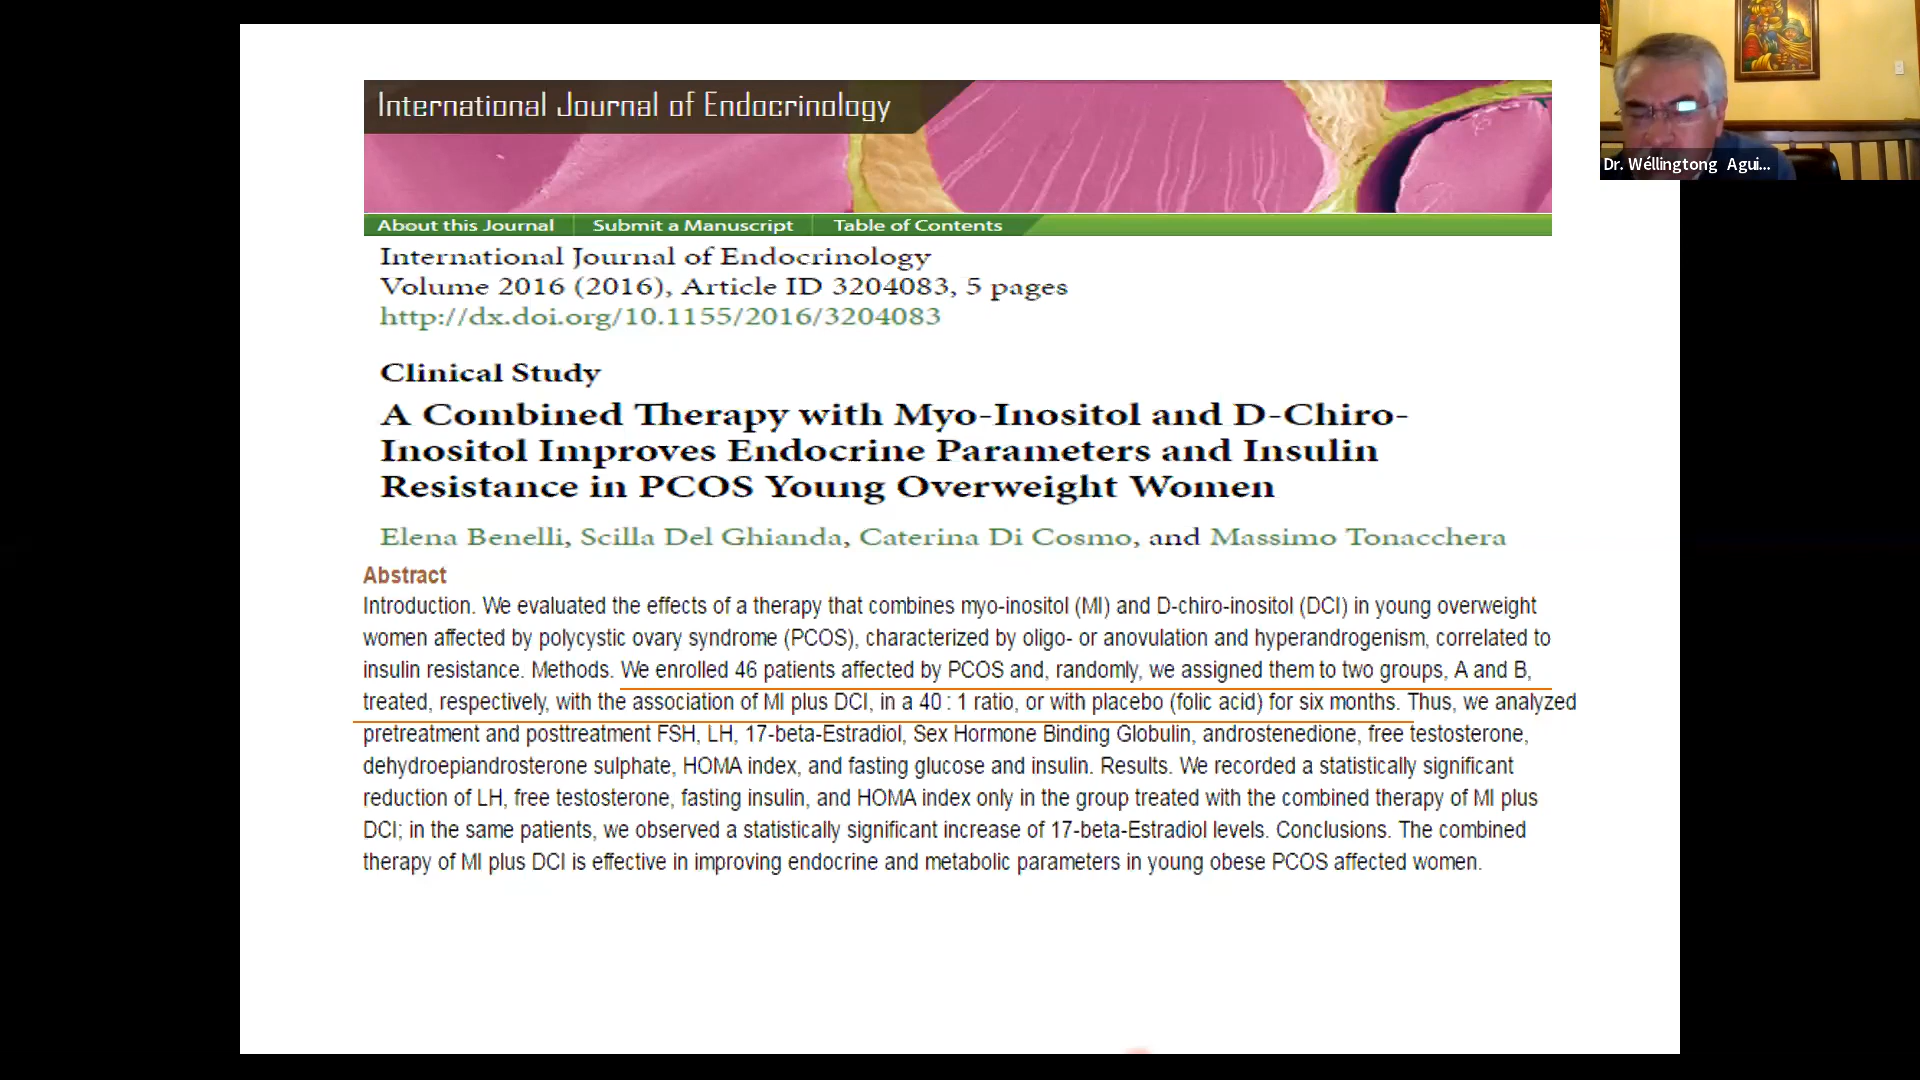 International Journal of Endocrinology
About this Journal
Submit a Manuscript
Table of Contents
International Journal of Endocrinology
Volume 2016 (2016), Article ID 3204083, 5 pages
http://dx.doi.org/10.1155/2016/3204083
Clinical Study
A Combined Therapy with Myo-Inositol and D-Chiro-
Inositol Improves Endocrine Parameters and Insulin
Resistance in PCOS Young Overweight Women
Elena Benelli, Scilla Del Ghianda, Caterina Di Cosmo, and Massimo Tonacchera
Abstract
Introduction. We evaluated the effects of a therapy that combines myo-inositol (MI) and D-chiro-inositol (DCI) in young overweight
women affected by polycystic ovary syndrome (PCOS), characterized by oligo- or anovulation and hyperandrogenism, correlated to
insulin resistance. Methods. We enrolled 46 patients affected by PCOS and, randomly, we assigned them to two groups, A and B,
treated, respectively, with the association of MI plus DCI, in a 40 : 1 ratio, or with placebo (folic acid) for six months. Thus, we analyzed
pretreatment and posttreatment FSH, LH, 17-beta-Estradiol, Sex Hormone Binding Globulin, androstenedione, free testosterone,
dehydroepiandrosterone sulphate, HOMA index, and fasting glucose and insulin. Results. We recorded a statistically significant
reduction of LH, free testosterone, fasting insulin, and HOMA index only in the group treated with the combined therapy of MI plus
DCI; in the same patients, we observed a statistically significant increase of 17-beta-Estradiol levels. Conclusions. The combined
therapy of MI plus DCI is effective in improving endocrine and metabolic parameters in young obese PCOS affected women.
Dr. Wéllingtong Agui...